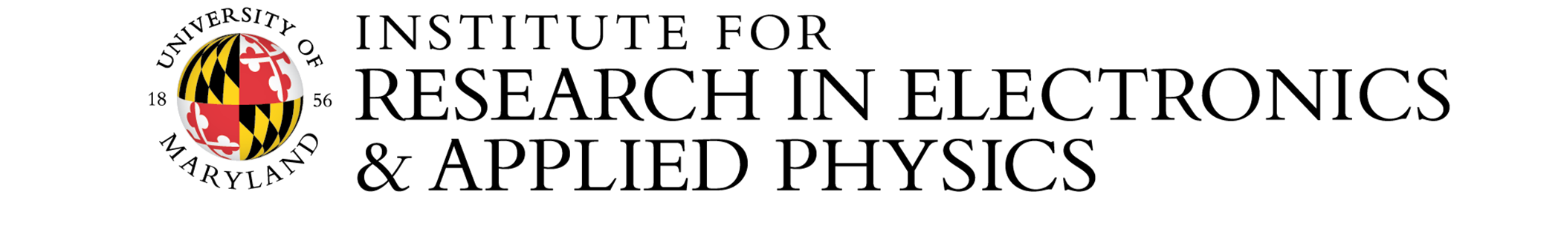 UNIVERSITY OF
18 56
MARYLAND
INSTITUTE FOR
RESEARCH IN ELECTRONICS
& APPLIED PHYSICS